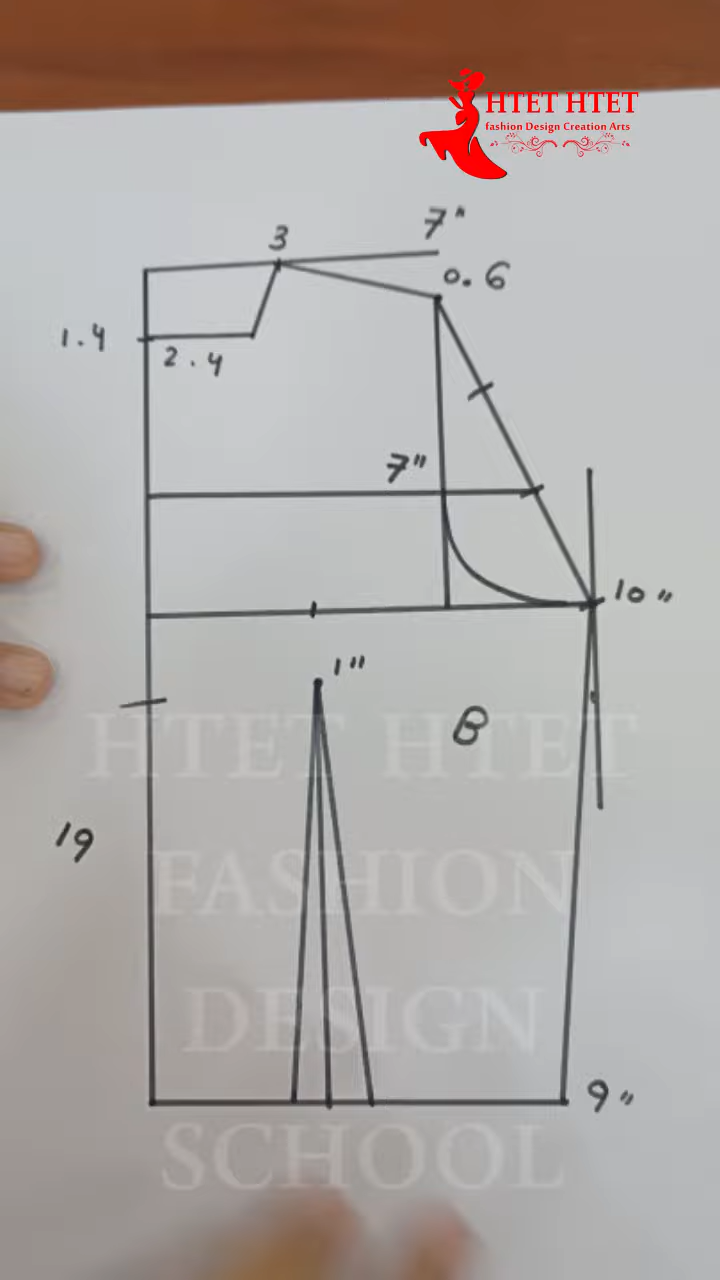 HTET HTET
fashion Design Creation Arts
7"
3
0.6
1.4
2.4
7"
10"
1"
B
HTET HTET
19
FASHION
DESIGN
9"
SCHOOL